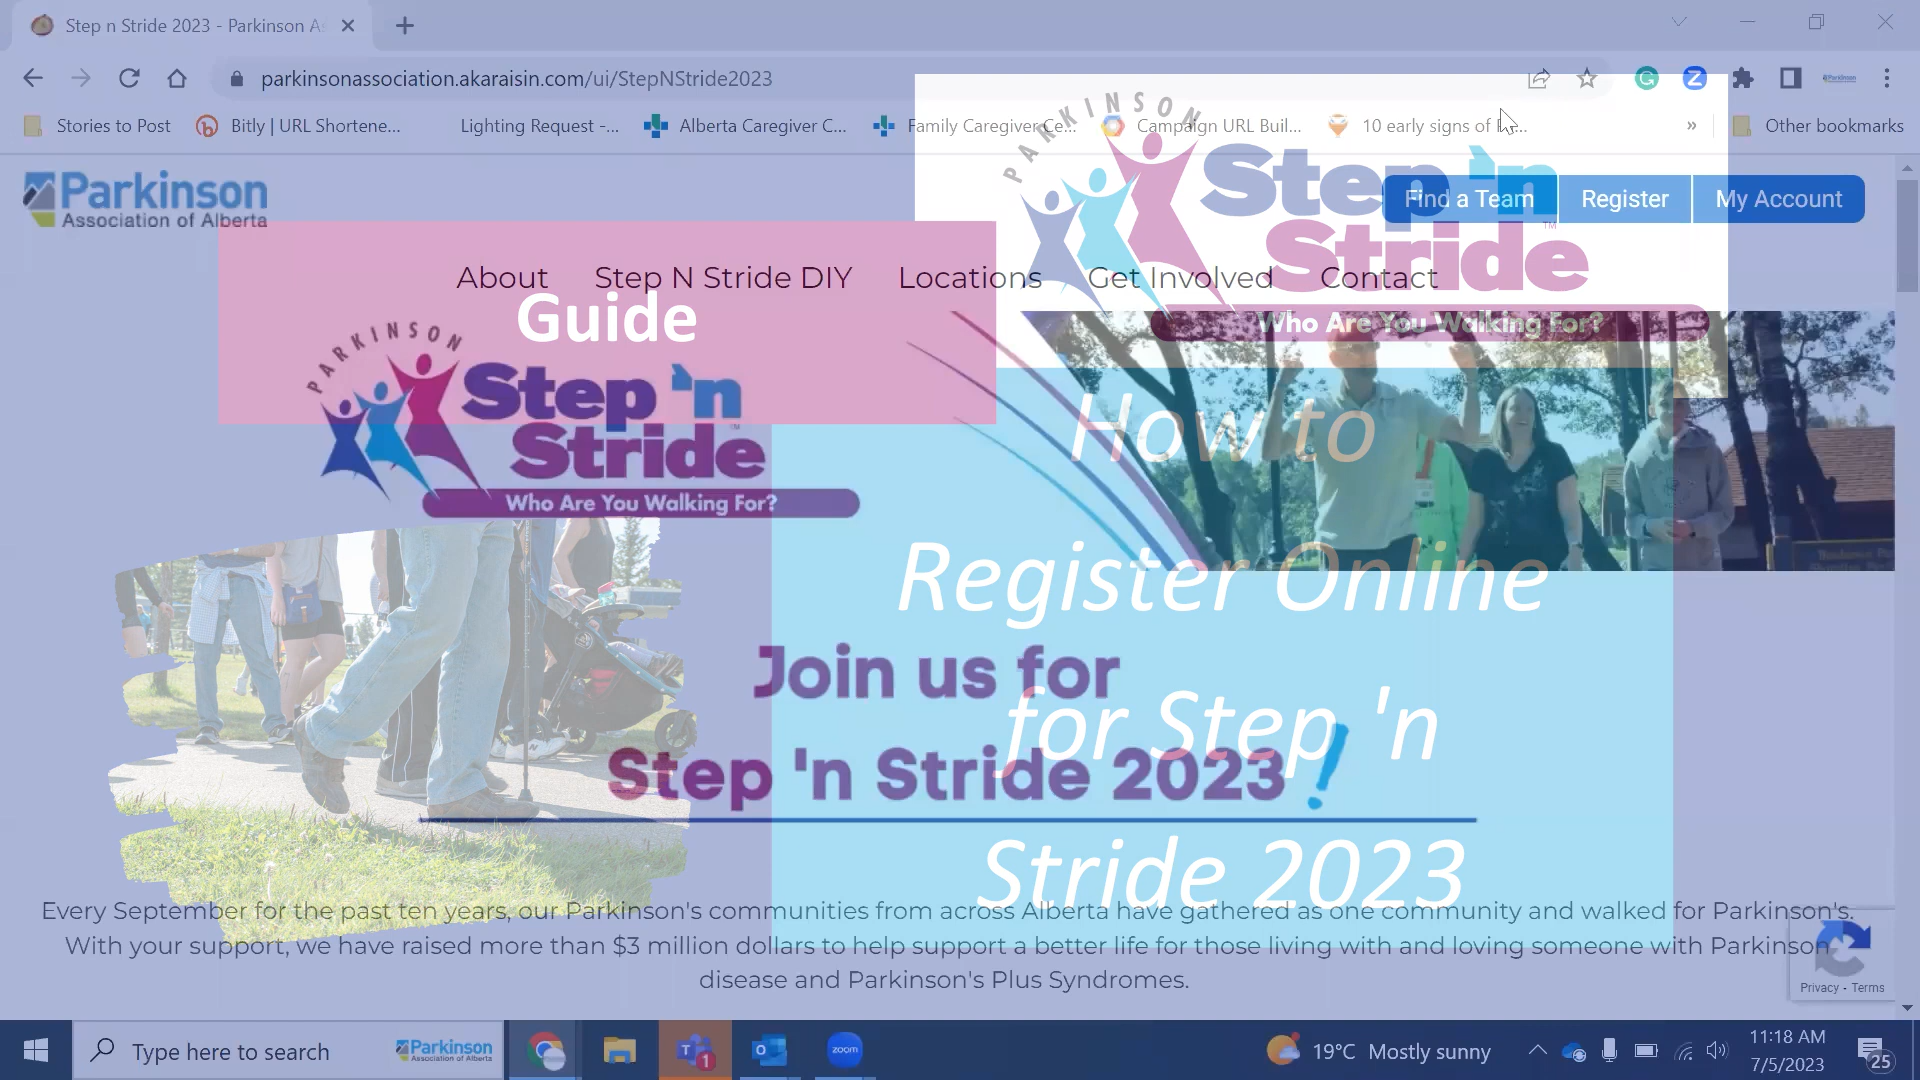 Step n Stride 2023 - Parkinson As
parkinsonassociation.akaraisin.com/ui/StepNStride2023
Stories to Post
Bitly | URL Shortene...
Lighting Request -...
Alberta Caregiver C...
Family Caregiver Ce...
Campaign URL Buil...
10 early signs of
»
Other bookmarks
Parkinson
Association of Alberta
Find a Team
Register
My Account
PARKINSON
Step 'n
Stride
TM
Who Are You Walking For?
About
Step N Stride DIY
Locations
Get Involved
Contact
Guide
PARKINSON
Step 'n
Stride
TM
Who Are You Walking For?
How to
Register Online
for Step 'n
Stride 2023
Join us for
Step 'n Stride 2023!
Every September for the past ten years, our Parkinson's communities from across Alberta have gathered as one community and walked for Parkinson's.
With your support, we have raised more than $3 million dollars to help support a better life for those living with and loving someone with Parkinson
disease and Parkinson's Plus Syndromes.
Privacy - Terms
Type here to search
Parkinson
Association of Alberta
1
zoom
19°C Mostly sunny
11:18 AM
7/5/2023
25